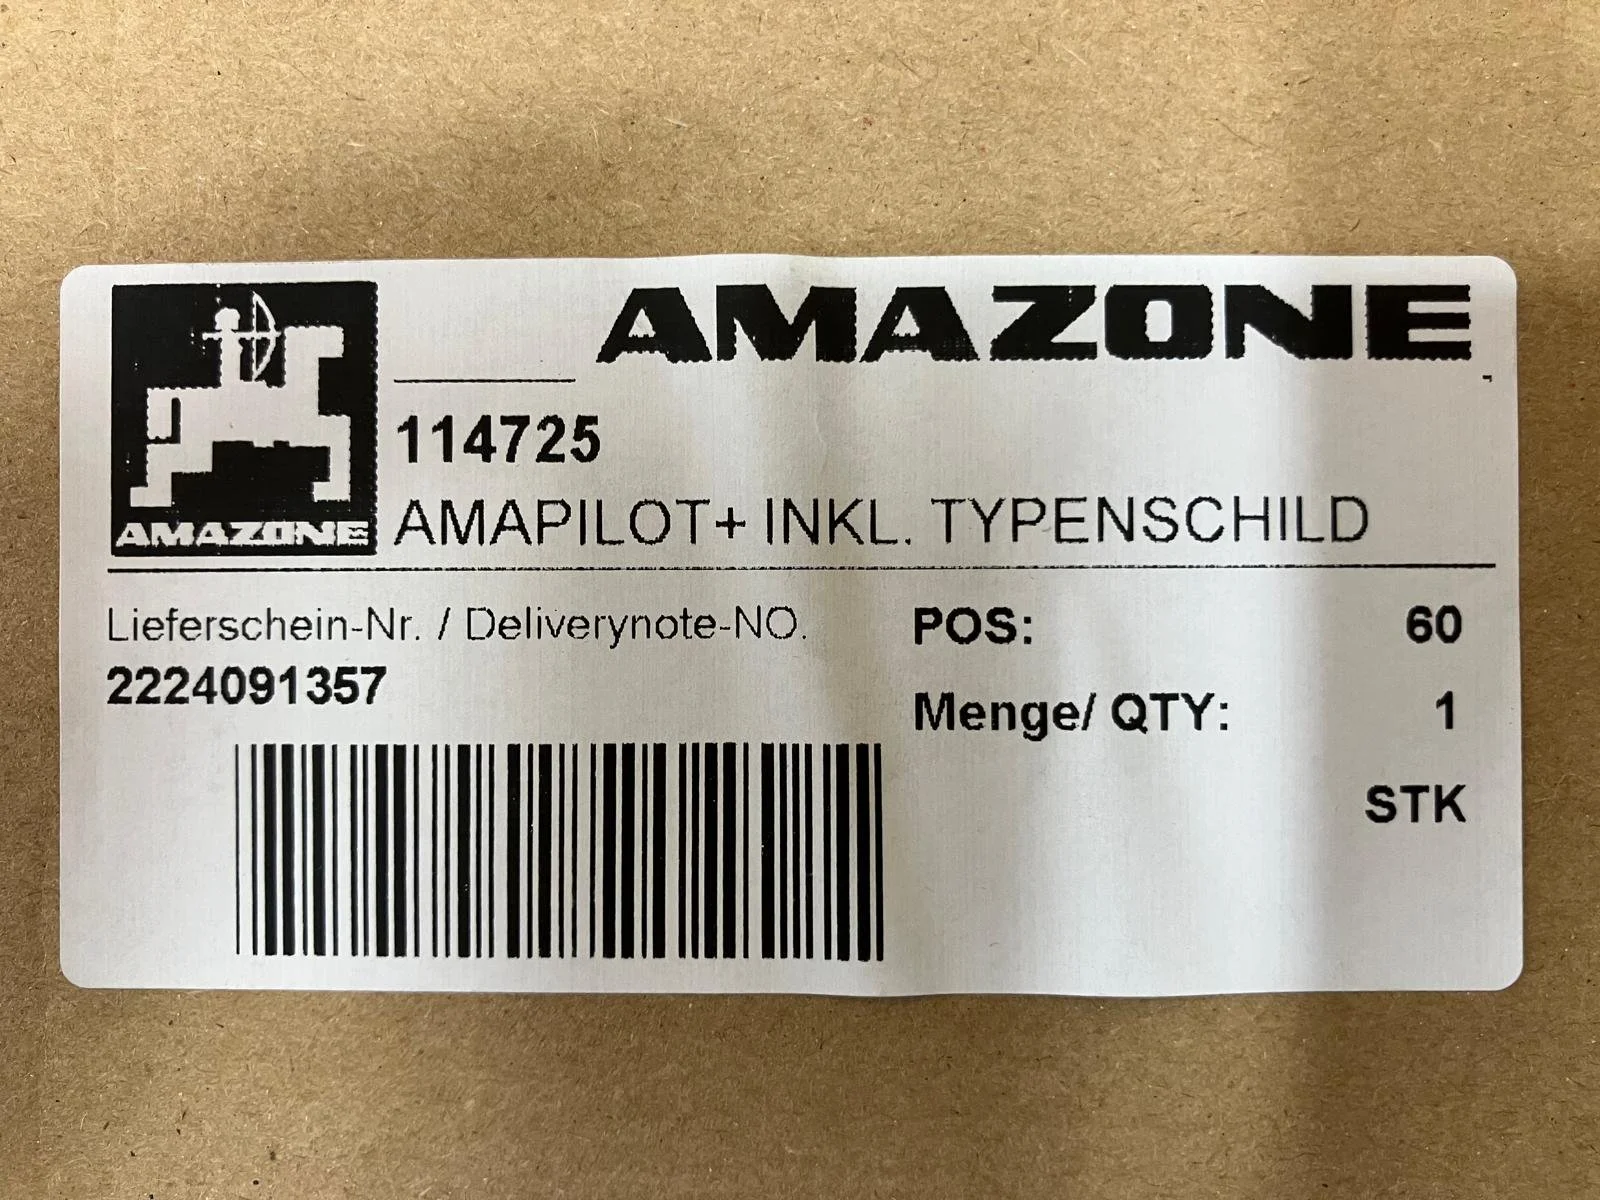 AMAZONE
114725
AMAPILOT+ INKL. TYPENSCHILD
AMAZONE
Lieferschein-Nr. / Deliverynote-NO.
2224091357
POS: 60
Menge/ QTY: 1
STK